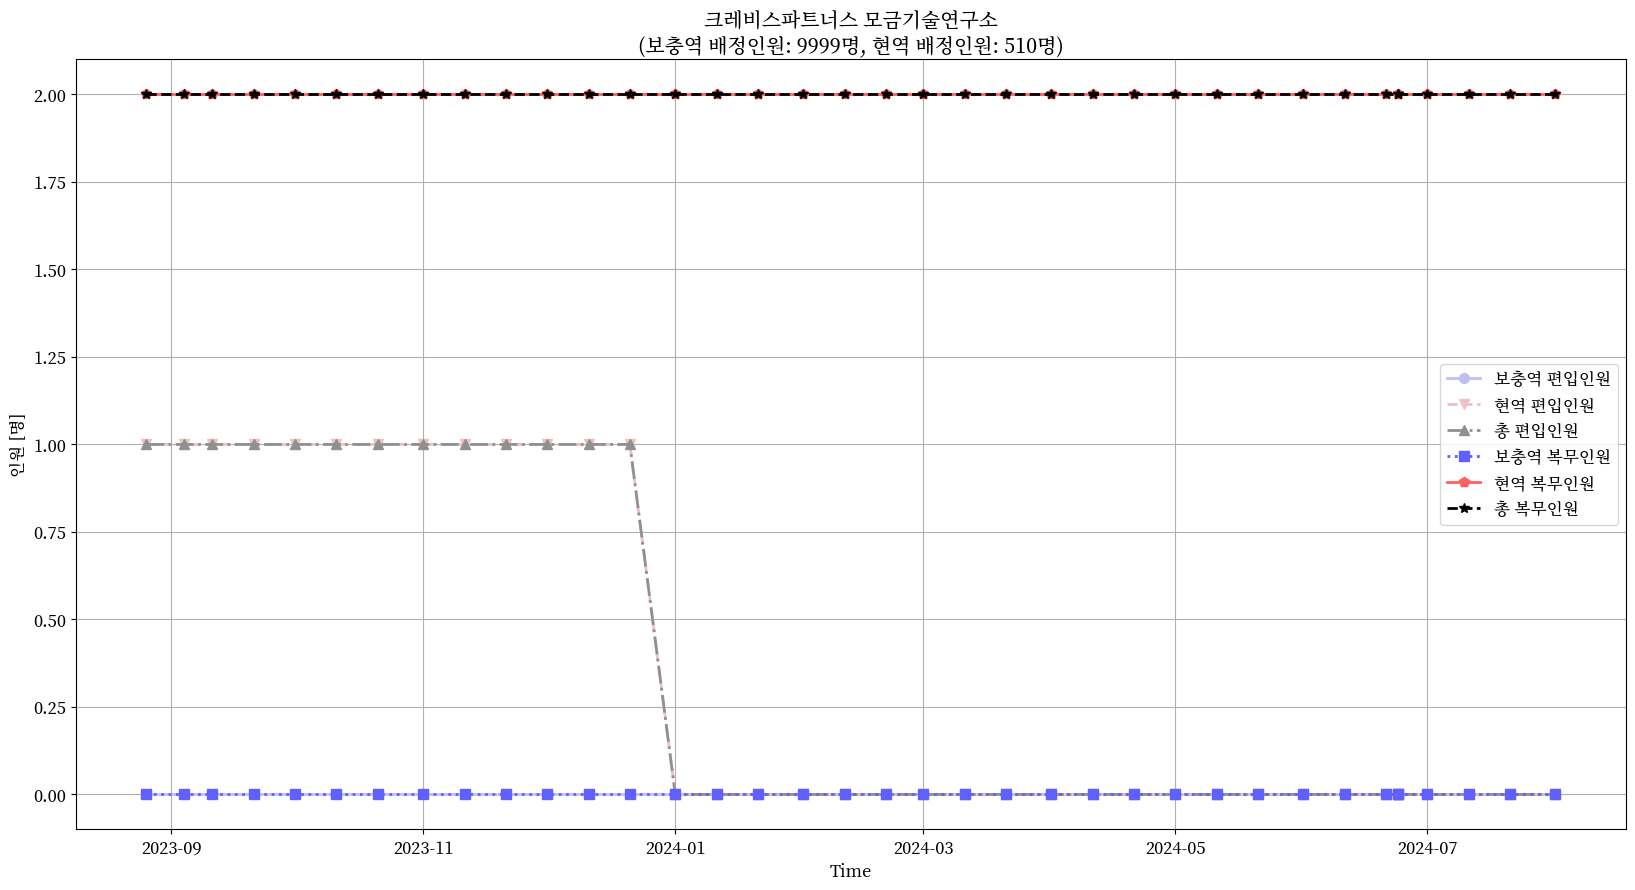 크레비스파트너스 모금기술연구소
(보충역 배정인원: 9999명, 현역 배정인원: 510명)
인원 [명]
2.00
1.75
1.50
1.25
1.00
0.75
0.50
0.25
0.00
보충역 편입인원
현역 편입인원
총 편입인원
보충역 복무인원
현역 복무인원
총 복무인원
2023-09
2023-11
2024-01
2024-03
2024-05
2024-07
Time